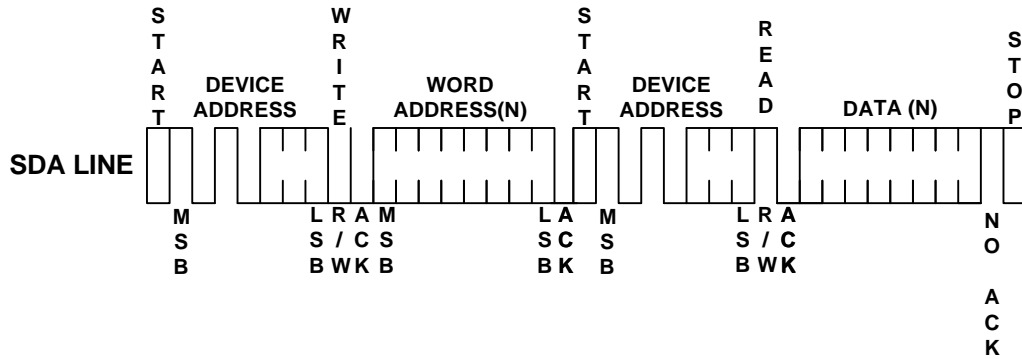 START
WRITE
START
READ
STOP
DEVICE
ADDRESS
WORD
ADDRESS(N)
DEVICE
ADDRESS
DATA (N)
SDA LINE
MSB
LSB
R/W
ACK
MSB
LSB
ACK
MSB
LSB
R/W
ACK
NO ACK